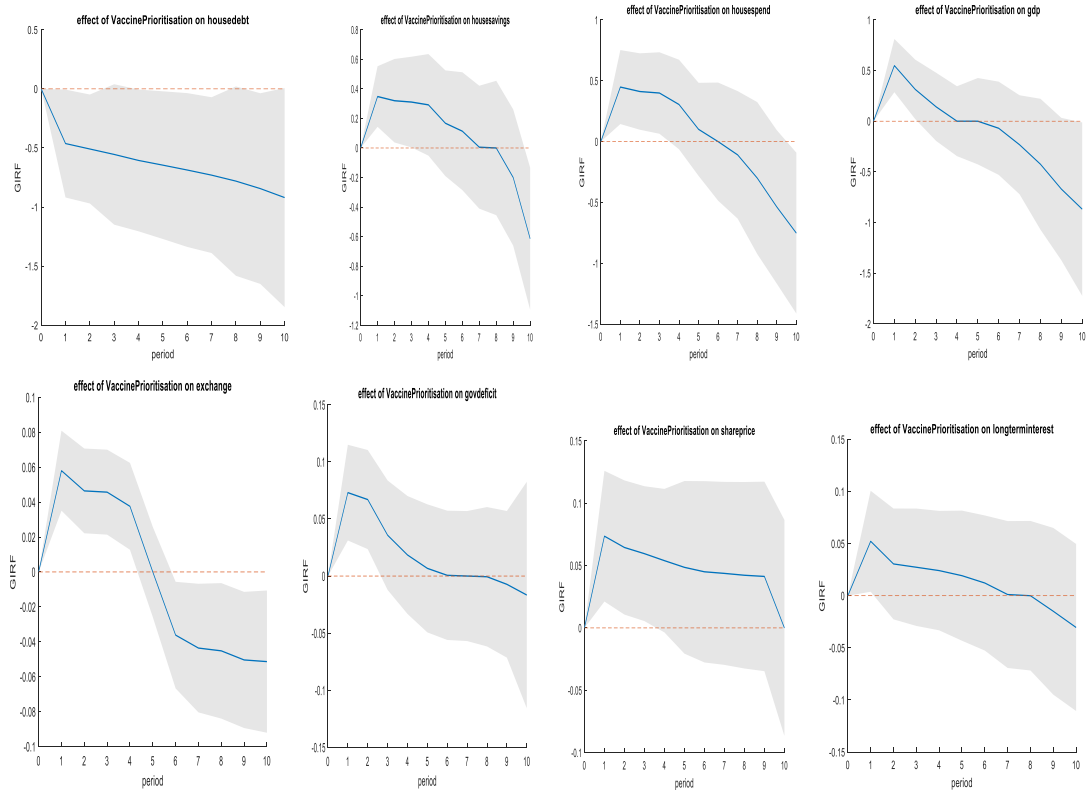 effect of VaccinePrioritisation on housedebt
0.5
0
-0.5
-1
-1.5
-2
GIRF
0 1 2 3 4 5 6 7 8 9 10
period
effect of VaccinePrioritisation on housesavings
0.8
0.6
0.4
0.2
0
-0.2
-0.4
-0.6
-0.8
-1
-1.2
GIRF
0 1 2 3 4 5 6 7 8 9 10
period
effect of VaccinePrioritisation on housespend
1
0.5
0
-0.5
-1
-1.5
GIRF
0 1 2 3 4 5 6 7 8 9 10
period
effect of VaccinePrioritisation on gdp
1
0.5
0
-0.5
-1
-1.5
-2
GIRF
0 1 2 3 4 5 6 7 8 9 10
period
effect of VaccinePrioritisation on exchange
0.1
0.08
0.06
0.04
0.02
0
-0.02
-0.04
-0.06
-0.08
-0.1
GIRF
0 1 2 3 4 5 6 7 8 9 10
period
effect of VaccinePrioritisation on govdeficit
0.15
0.1
0.05
0
-0.05
-0.1
-0.15
GIRF
0 1 2 3 4 5 6 7 8 9 10
period
effect of VaccinePrioritisation on shareprice
0.15
0.1
0.05
0
-0.05
-0.1
GIRF
0 1 2 3 4 5 6 7 8 9 10
period
effect of VaccinePrioritisation on longterminterest
0.15
0.1
0.05
0
-0.05
-0.1
-0.15
GIRF
0 1 2 3 4 5 6 7 8 9 10
period